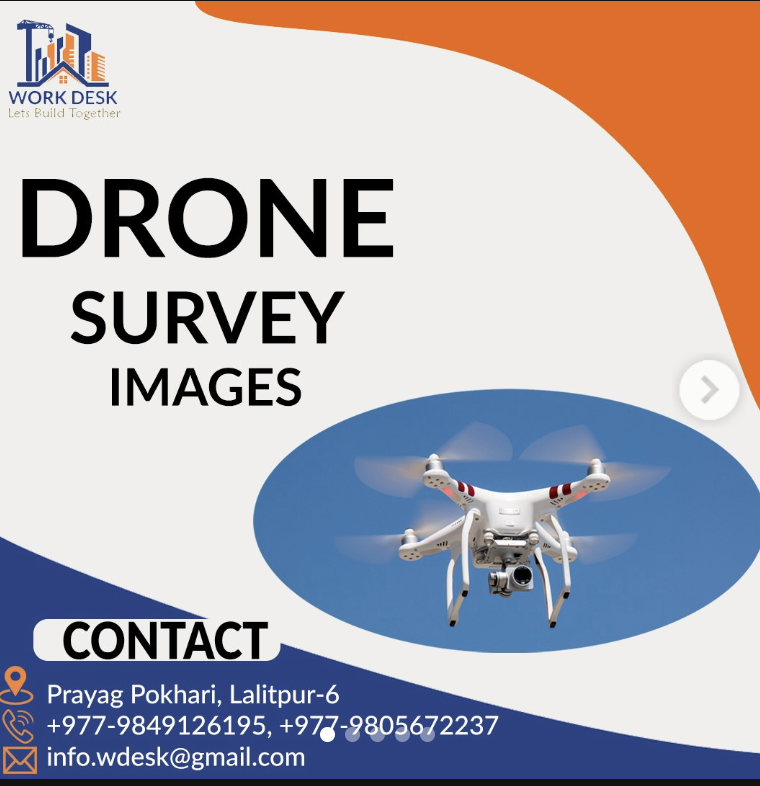 WORK DESK
Lets Build Together
DRONE
SURVEY
IMAGES
CONTACT
Prayag Pokhari, Lalitpur-6
+977-9849126195, +977-9805672237
info.wdesk@gmail.com